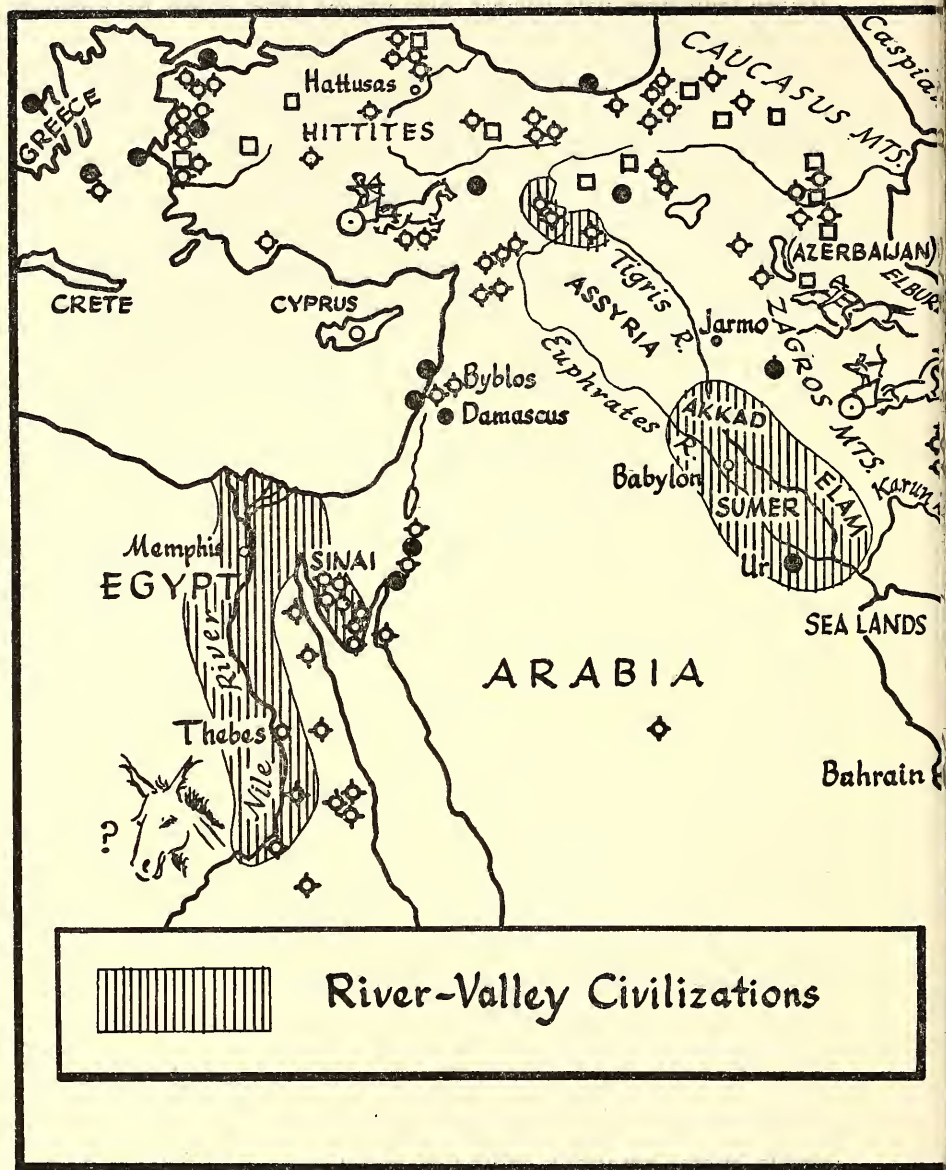 Caspian
CAUCASUS MTS.
Hattusas
GREECE
HITTITES
(AZERBAIJAN)
ELBUR
CRETE
CYPRUS
Tigris R.
ASSYRIA
Jarmo
ZAGROS MTS.
Euphrates R.
Byblos
Damascus
AKKAD
Babylon
ELAM
Karun
SUMER
Memphis
SINAI
EGYPT
Ur
SEA LANDS
River Nile
ARABIA
Thebes
Bahrain
?
River-Valley Civilizations